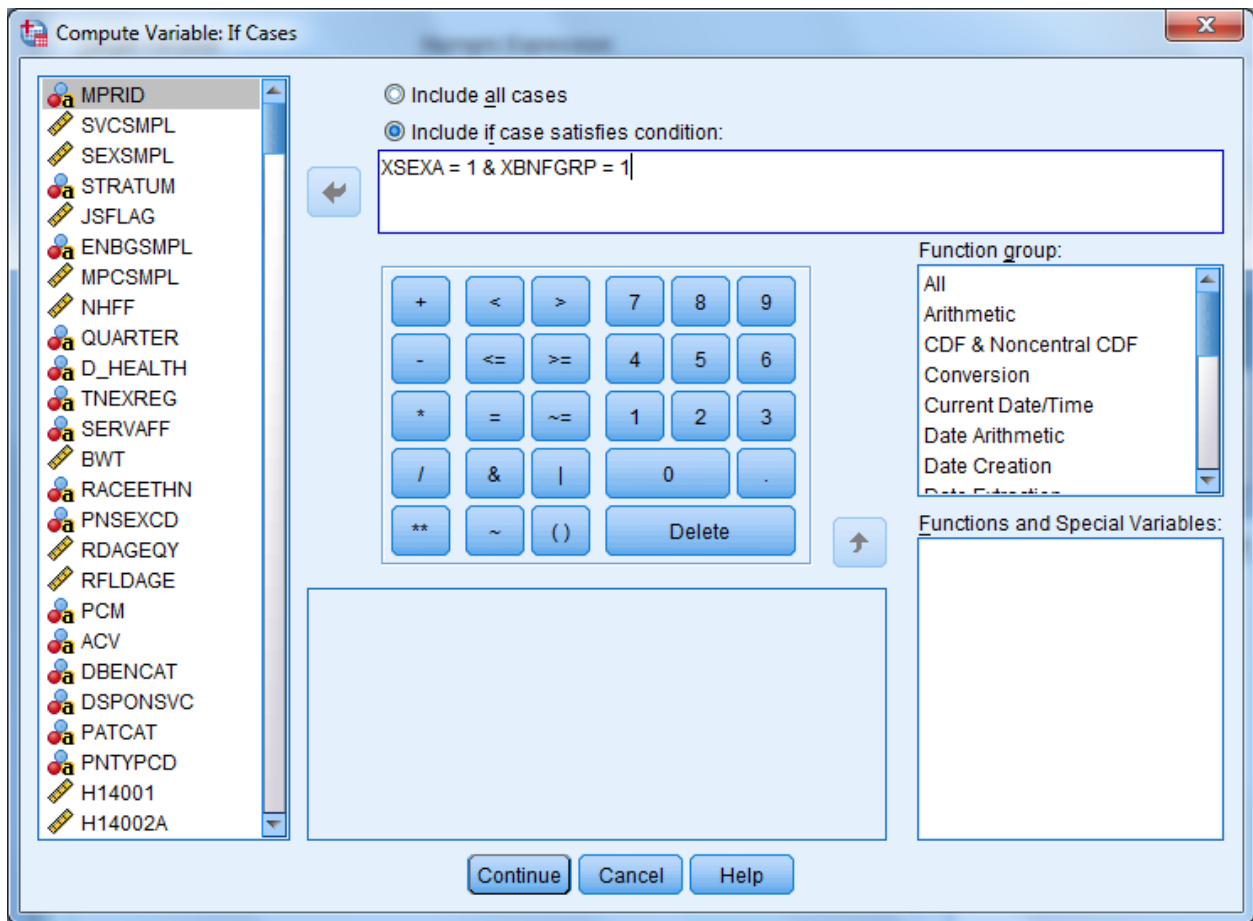 Compute Variable: If Cases
MPRID
SVCSMPL
SEXSMPL
STRATUM
JSFLAG
ENBGSMPL
MPCSMPL
NHFF
QUARTER
D_HEALTH
TNEXREG
SERVAFF
BWT
RACEETHN
PNSEXCD
RDAGEQY
RFLDAGE
PCM
ACV
DBENCAT
DSPONSVC
PATCAT
PNTYPCD
H14001
H14002A
Include all cases
Include if case satisfies condition:
XSEXA = 1 & XBNFGRP = 1
+ < > 7 8 9
- <= >= 4 5 6
* = ~= 1 2 3
/ & | 0 .
** ~ ( ) Delete
Function group:
All
Arithmetic
CDF & Noncentral CDF
Conversion
Current Date/Time
Date Arithmetic
Date Creation
Date Extraction
Functions and Special Variables:
Continue Cancel Help